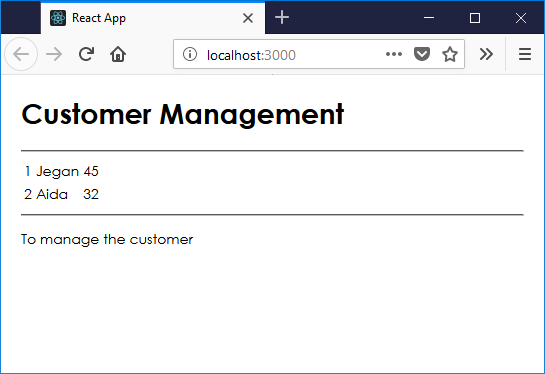 React App
localhost:3000
Customer Management
1 Jegan 45
2 Aida 32
To manage the customer